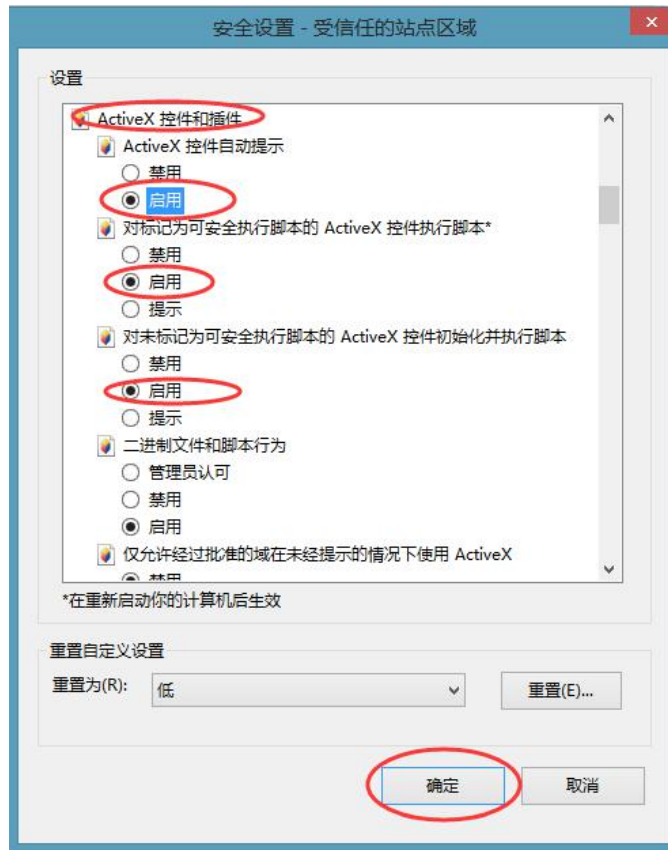 安全设置 - 受信任的站点区域
设置
ActiveX 控件和插件
ActiveX 控件自动提示
禁用
启用
对标记为可安全执行脚本的 ActiveX 控件执行脚本*
禁用
启用
提示
对未标记为可安全执行脚本的 ActiveX 控件初始化并执行脚本
禁用
启用
提示
二进制文件和脚本行为
管理员认可
禁用
启用
仅允许经过批准的域在未经提示的情况下使用 ActiveX
禁用
*在重新启动你的计算机后生效
重置自定义设置
重置为(R): 低 重置(E)...
确定 取消